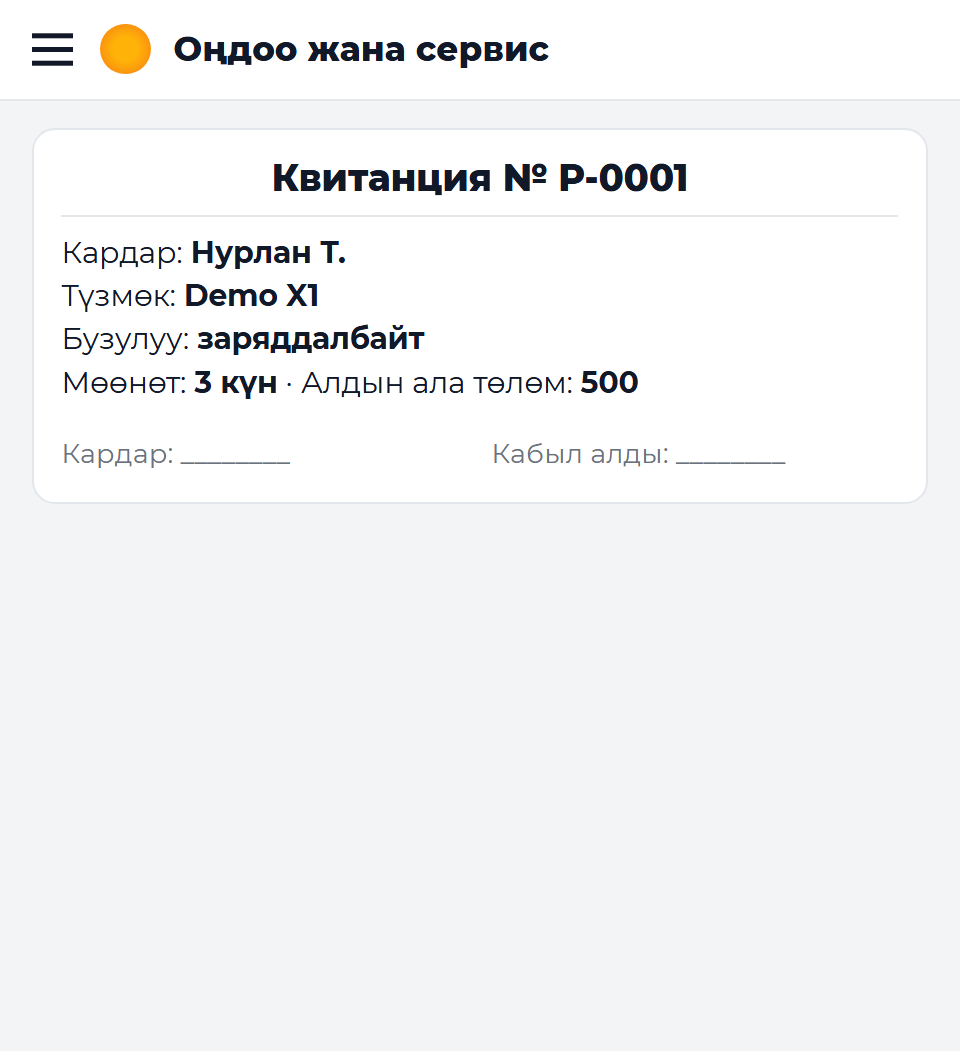 Оңдоо жана сервис
Квитанция № P-0001
Кардар: Нурлан Т.
Түзмөк: Demo X1
Бузулуу: заряддалбайт
Мөөнөт: 3 күн · Алдын ала төлөм: 500
Кардар: ________ Кабыл алды: ________